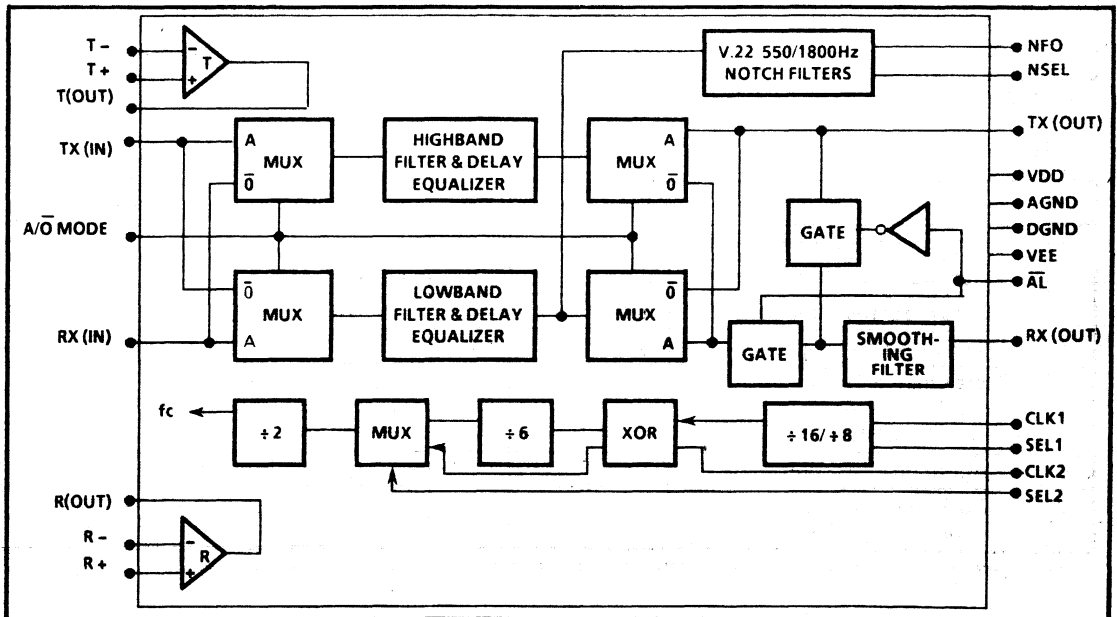 T –
T +
T(OUT)
– T +
V.22 550/1800Hz
NOTCH FILTERS
NFO
NSEL
TX (IN)
A
MUX
O̅
HIGHBAND
FILTER & DELAY
EQUALIZER
A
MUX
O̅
TX (OUT)
A/O̅ MODE
GATE
VDD
AGND
DGND
VEE
A̅L̅
O̅
MUX
A
LOWBAND
FILTER & DELAY
EQUALIZER
O̅
MUX
A
RX (IN)
GATE
SMOOTH-
ING
FILTER
RX (OUT)
fc
÷ 2
MUX
÷ 6
XOR
÷ 16/ ÷ 8
CLK1
SEL1
CLK2
SEL2
R(OUT)
R –
R +
– R +